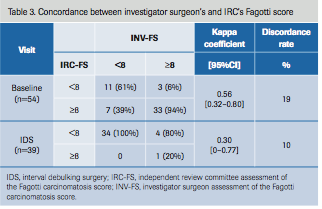 Table 3. Concordance between investigator surgeon's and IRC's Fagotti score
Visit INV-FS Kappa coefficient Discordance rate
IRC-FS <8 ≥8 [95%CI] %
Baseline (n=54) <8 11 (61%) 3 (6%) 0.56 [0.32–0.80] 19
≥8 7 (39%) 33 (94%)
IDS (n=39) <8 34 (100%) 4 (80%) 0.30 [0–0.77] 10
≥8 0 1 (20%)
IDS, interval debulking surgery; IRC-FS, independent review committee assessment of
the Fagotti carcinomatosis score; INV-FS, investigator surgeon assessment of the Fagotti
carcinomatosis score.